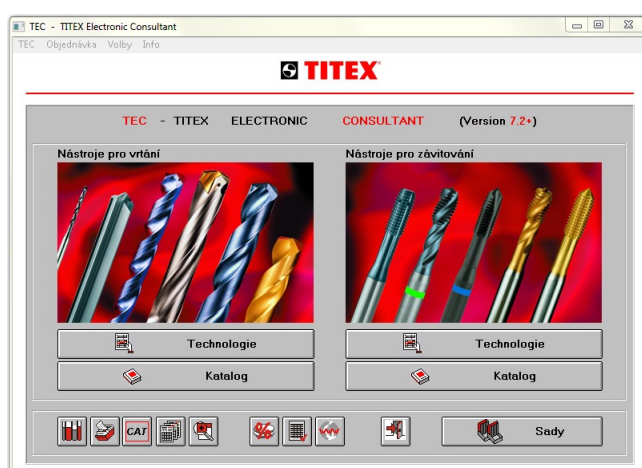 TEC - TITEX Electronic Consultant
TEC Objednávka Volby Info
TITEX
TEC - TITEX ELECTRONIC CONSULTANT (Version 7.2+)
Nástroje pro vrtání
Nástroje pro závitování
Technologie
Technologie
Katalog
Katalog
CAT
%
Sady